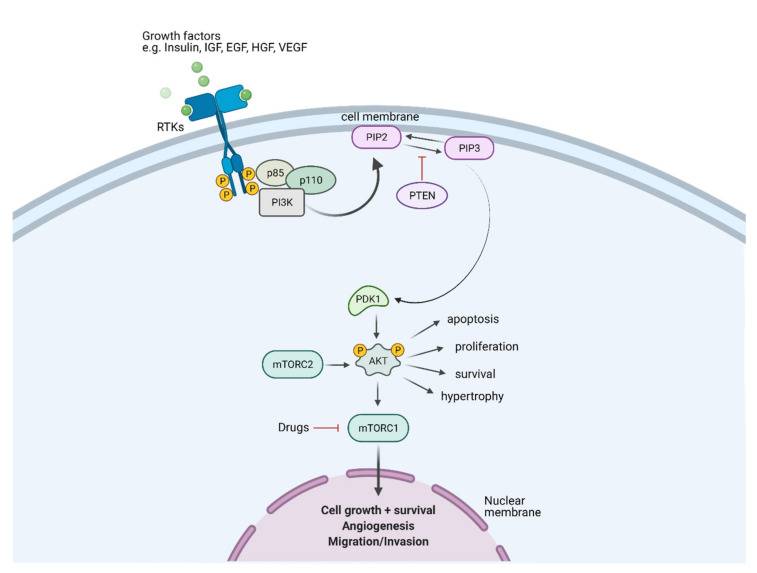 Growth factors
e.g. Insulin, IGF, EGF, HGF, VEGF
RTKs
cell membrane
PIP2
PIP3
P
P
P
P
p85
p110
PI3K
PTEN
PDK1
apoptosis
P
P
AKT
proliferation
mTORC2
survival
hypertrophy
Drugs
mTORC1
Nuclear
membrane
Cell growth + survival
Angiogenesis
Migration/Invasion